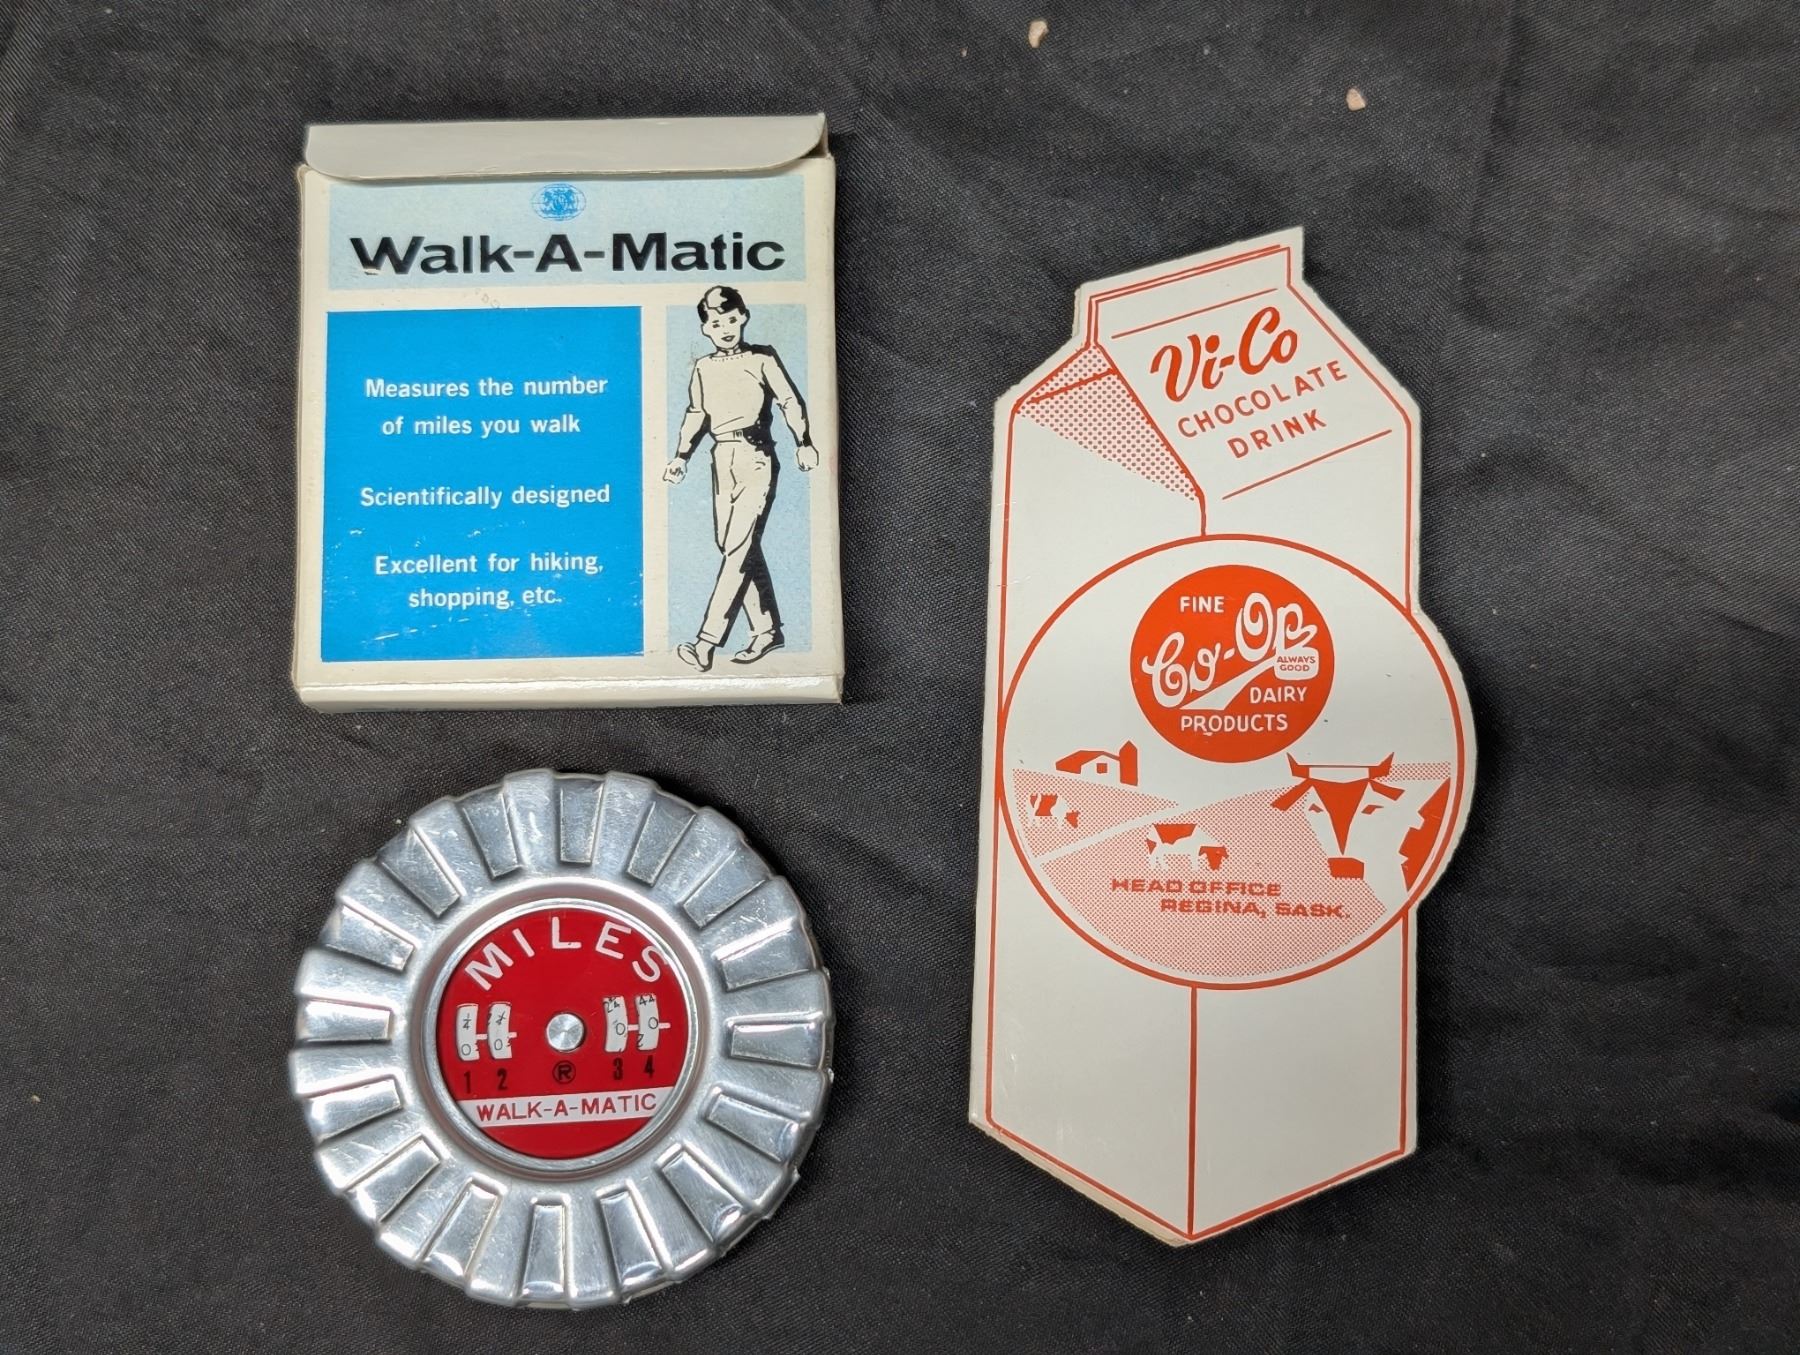 Walk-A-Matic
Measures the number
of miles you walk
Scientifically designed
Excellent for hiking,
shopping, etc.
MILES
1 2 ® 3 4
WALK-A-MATIC
Vi-Co
CHOCOLATE
DRINK
FINE
Co-Op
ALWAYS
GOOD
DAIRY
PRODUCTS
HEAD OFFICE
REGINA, SASK.